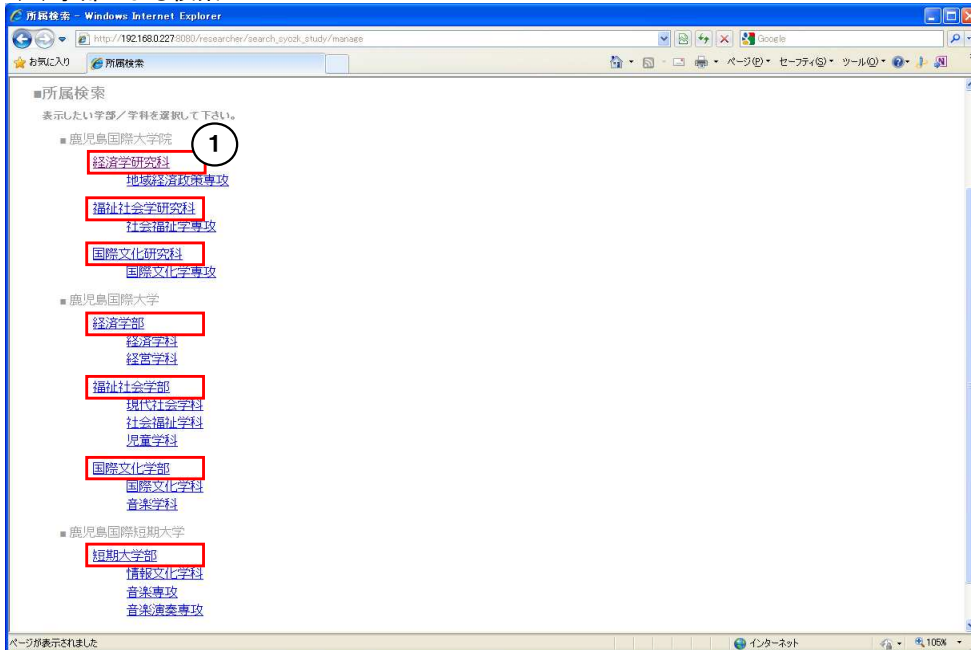 所属検索 - Windows Internet Explorer
http://192.168.0.227:8080/researcher/search_syozk_study/manage
Google
お気に入り
所属検索
ページ(P)
セーフティ(S)
ツール(O)
■所属検索
表示したい学部/学科を選択して下さい。
■鹿児島国際大学院
1
経済学研究科
地域経済政策専攻
福祉社会学研究科
社会福祉学専攻
国際文化研究科
国際文化学専攻
■鹿児島国際大学
経済学部
経済学科
経営学科
福祉社会学部
現代社会学科
社会福祉学科
児童学科
国際文化学部
国際文化学科
音楽学科
■鹿児島国際短期大学
短期大学部
情報文化学科
音楽専攻
音楽演奏専攻
ページが表示されました
インターネット
105%